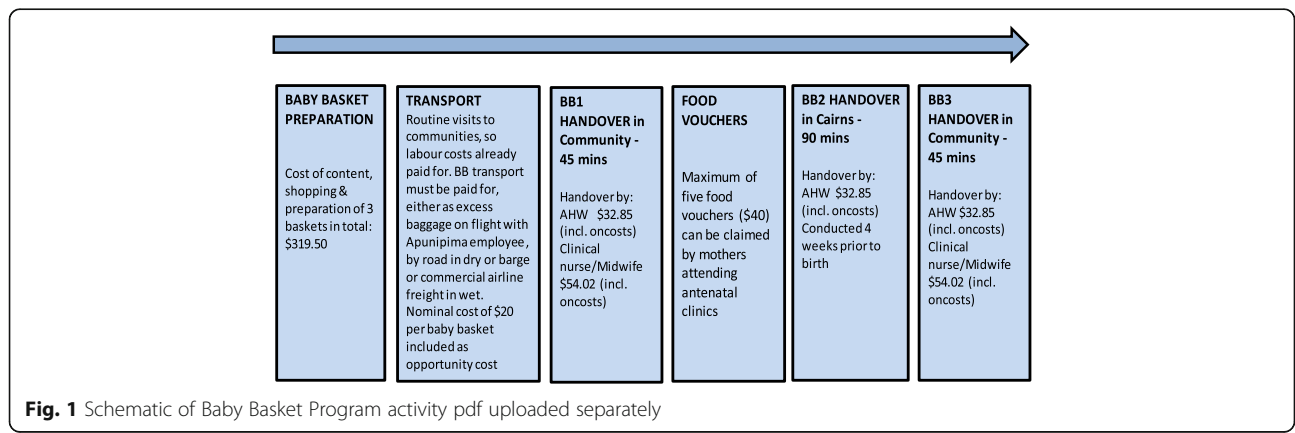 BABY BASKET
PREPARATION
Cost of content,
shopping &
preparation of 3
baskets in total:
$319.50
TRANSPORT
Routine visits to
communities, so
labour costs already
paid for. BB transport
must be paid for,
either as excess
baggage on flight with
Apunipima employee,
by road in dry or barge
or commercial airline
freight in wet.
Nominal cost of $20
per baby basket
included as
opportunity cost
BB1
HANDOVER in
Community -
45 mins
Handover by:
AHW $32.85
(incl. oncosts)
Clinical
nurse/Midwife
$54.02 (incl.
oncosts)
FOOD
VOUCHERS
Maximum of
five food
vouchers ($40)
can be claimed
by mothers
attending
antenatal
clinics
BB2 HANDOVER
in Cairns -
90 mins
Handover by:
AHW $32.85
(incl. oncosts)
Conducted 4
weeks prior to
birth
BB3
HANDOVER in
Community -
45 mins
Handover by:
AHW $32.85
(incl. oncosts)
Clinical
nurse/Midwife
$54.02 (incl.
oncosts)
Fig. 1 Schematic of Baby Basket Program activity pdf uploaded separately